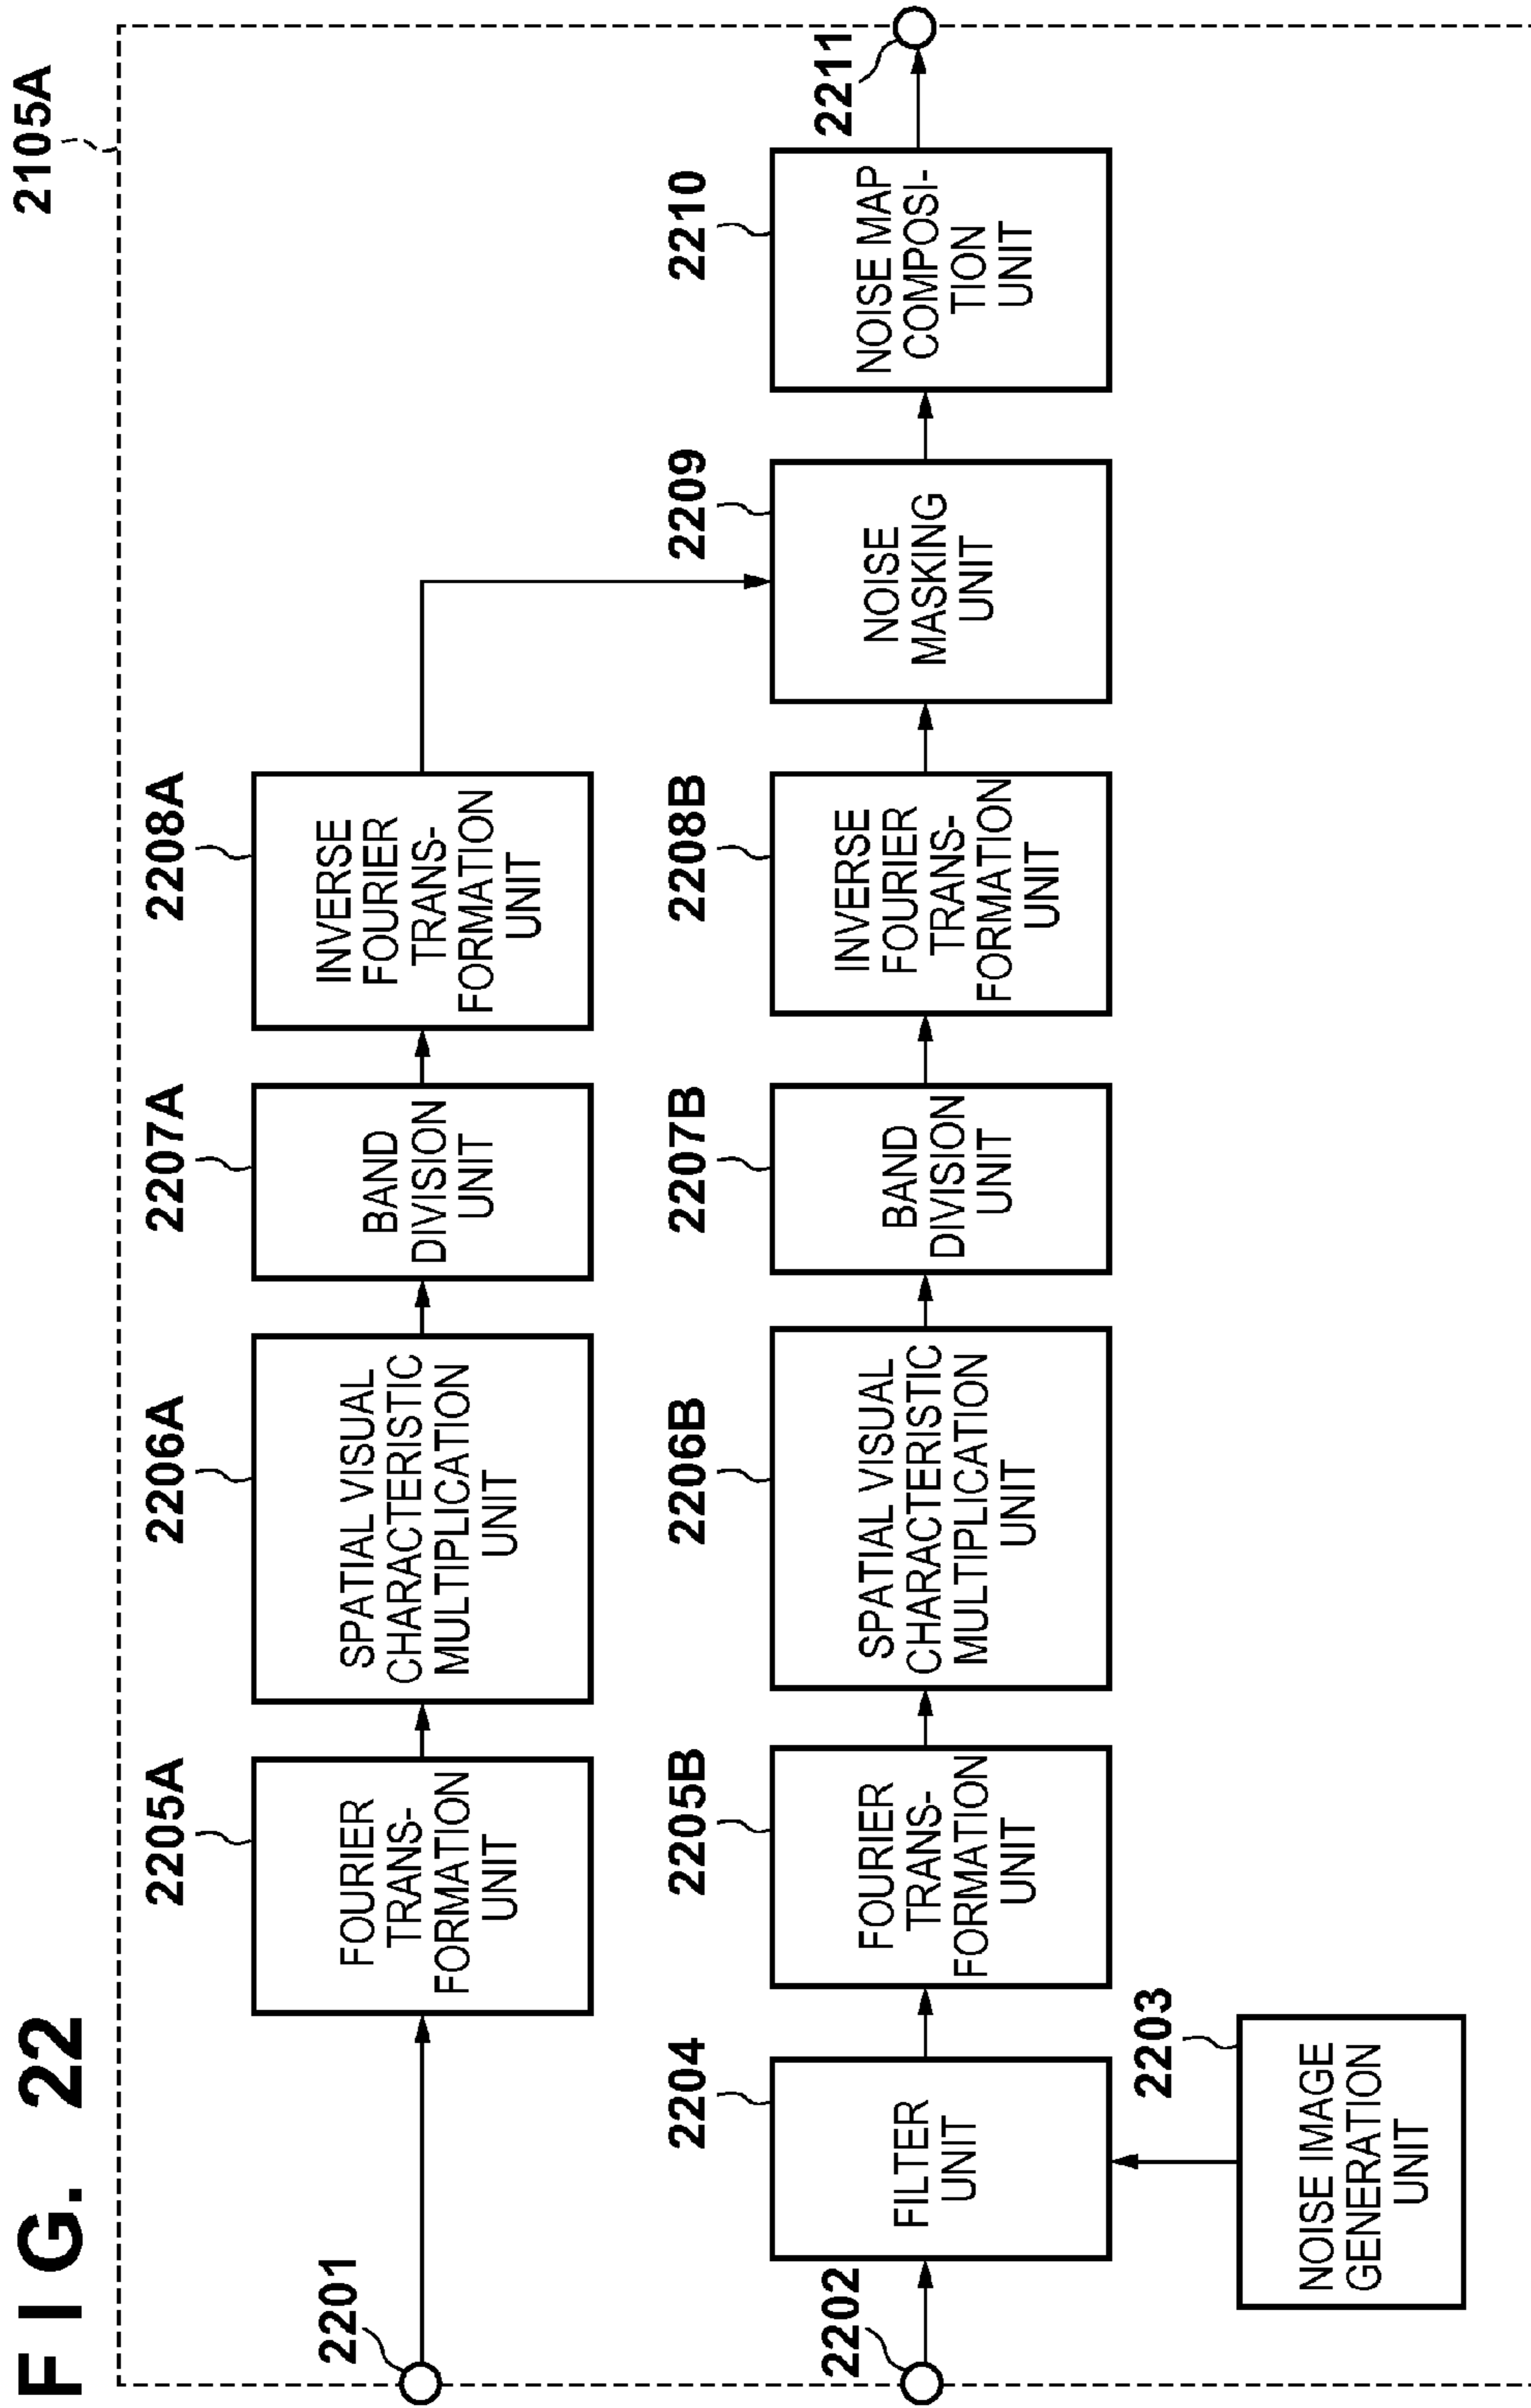 FIG. 22
2105A
2201
2205A
FOURIER
TRANS-
FORMATION
UNIT
2206A
SPATIAL VISUAL
CHARACTERISTIC
MULTIPLICATION
UNIT
2207A
BAND
DIVISION
UNIT
2208A
INVERSE
FOURIER
TRANS-
FORMATION
UNIT
2202
2204
FILTER
UNIT
2205B
FOURIER
TRANS-
FORMATION
UNIT
2206B
SPATIAL VISUAL
CHARACTERISTIC
MULTIPLICATION
UNIT
2207B
BAND
DIVISION
UNIT
2208B
INVERSE
FOURIER
TRANS-
FORMATION
UNIT
2209
NOISE
MASKING
UNIT
2210
NOISE MAP
COMPOSI-
TION
UNIT
2211
2203
NOISE IMAGE
GENERATION
UNIT